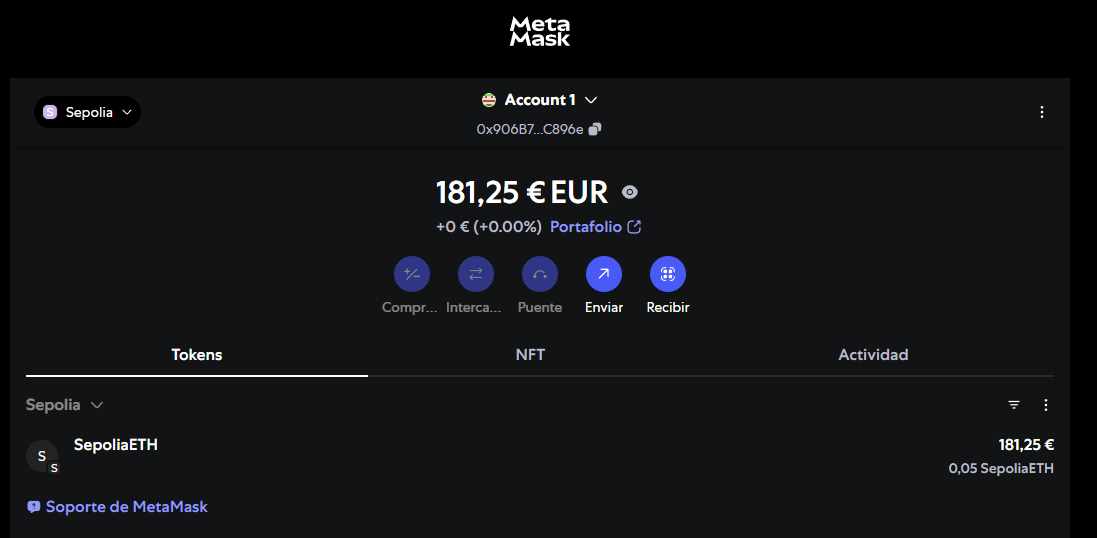 Meta
Mask
S Sepolia
Account 1
0x906B7...C896e
181,25 € EUR
+0 € (+0.00%) Portafolio
Compr... Interca... Puente Enviar Recibir
Tokens NFT Actividad
Sepolia
S S SepoliaETH 181,25 €
0,05 SepoliaETH
Soporte de MetaMask